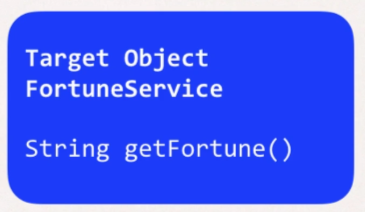 Target Object
FortuneService
String getFortune()